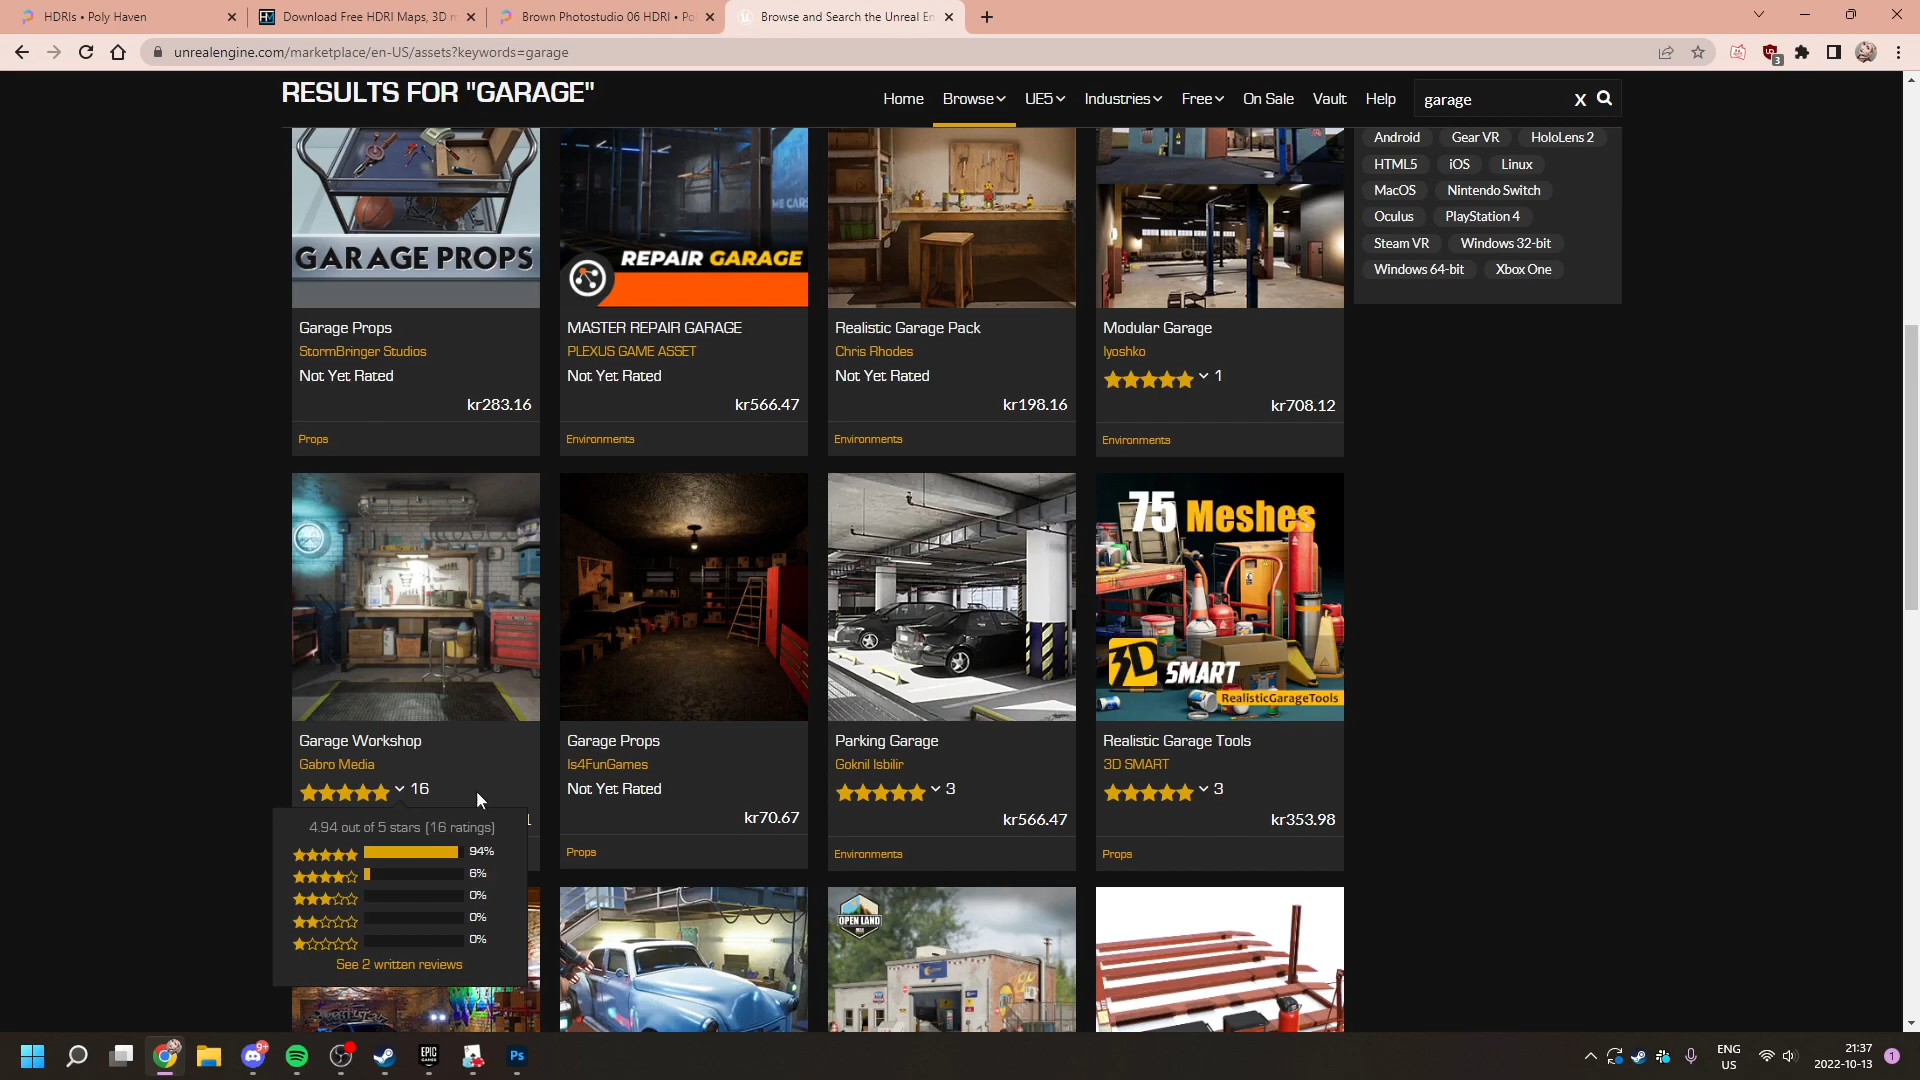 HDRIs • Poly Haven
Download Free HDRI Maps, 3D m
Brown Photostudio 06 HDRI • Po
Browse and Search the Unreal En
unrealengine.com/marketplace/en-US/assets?keywords=garage
3
RESULTS FOR "GARAGE"
Home
Browse
UE5
Industries
Free
On Sale
Vault
Help
garage
X
Android
Gear VR
HoloLens 2
HTML5
iOS
Linux
MacOS
Nintendo Switch
Oculus
PlayStation 4
Steam VR
Windows 32-bit
Windows 64-bit
Xbox One
GARAGE PROPS
REPAIR GARAGE
Garage Props
StormBringer Studios
Not Yet Rated
kr283.16
Props
MASTER REPAIR GARAGE
PLEXUS GAME ASSET
Not Yet Rated
kr566.47
Environments
Realistic Garage Pack
Chris Rhodes
Not Yet Rated
kr198.16
Environments
Modular Garage
Iyoshko
1
kr708.12
Environments
75 Meshes
3D SMART
RealisticGarageTools
Garage Workshop
Gabro Media
16
4.94 out of 5 stars (16 ratings)
94%
6%
0%
0%
0%
See 2 written reviews
Garage Props
Is4FunGames
Not Yet Rated
kr70.67
Props
Parking Garage
Goknil Isbilir
3
kr566.47
Environments
Realistic Garage Tools
3D SMART
3
kr353.98
Props
OPEN LAND
9+
EPIC
GAMES
Ps
ENG
US
21:37
2022-10-13
1